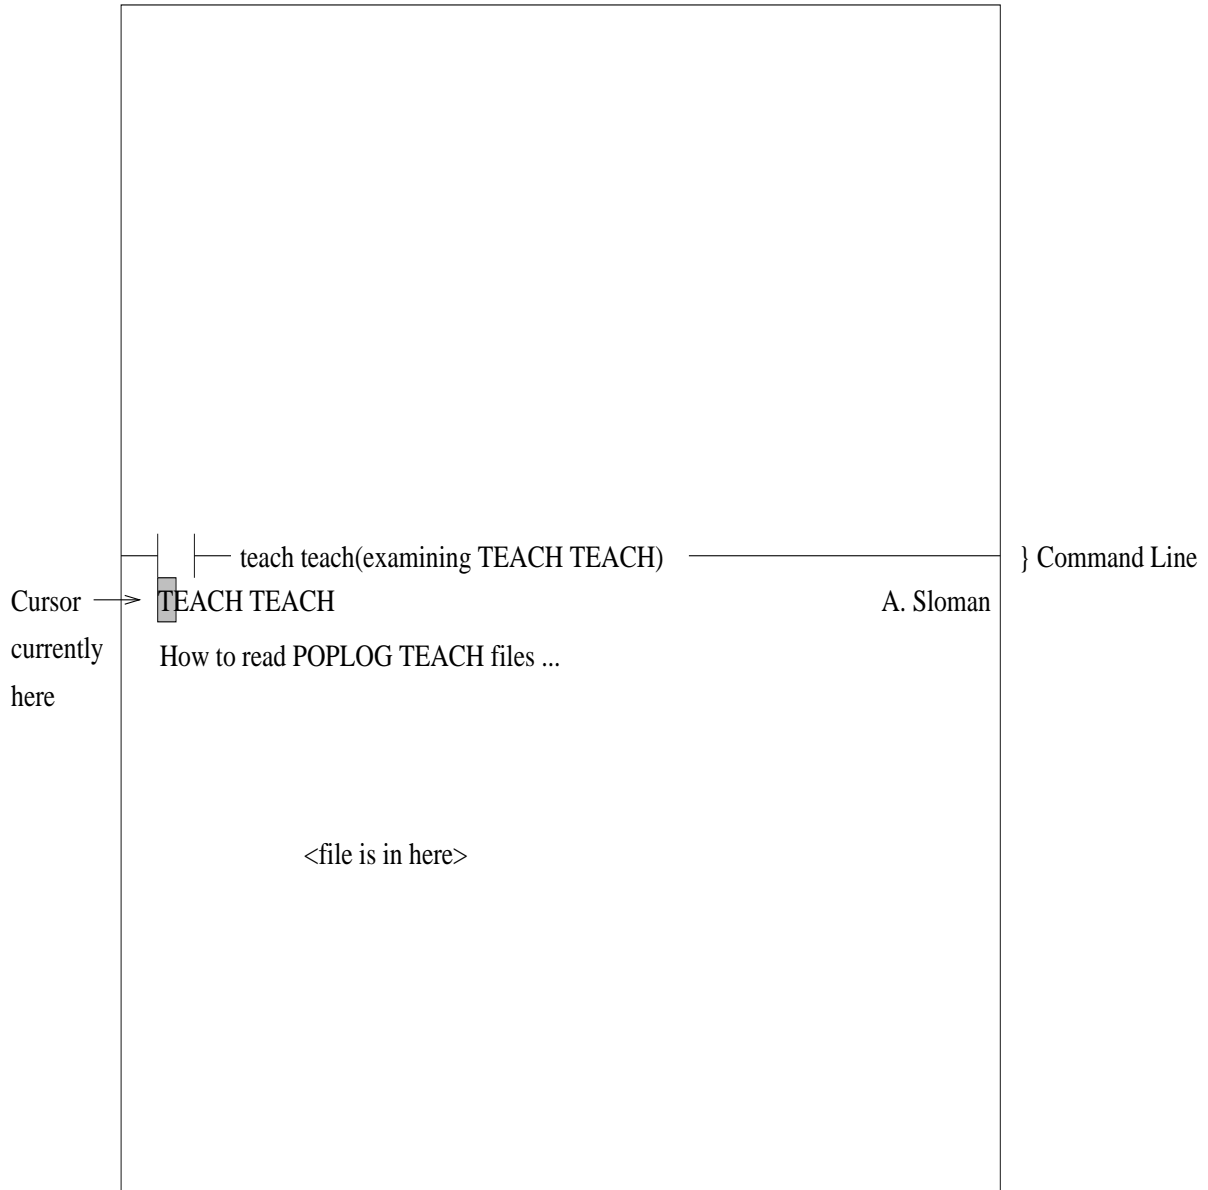 teach teach(examining TEACH TEACH) } Command Line
Cursor TEACH TEACH A. Sloman
currently How to read POPLOG TEACH files ...
here
<file is in here>